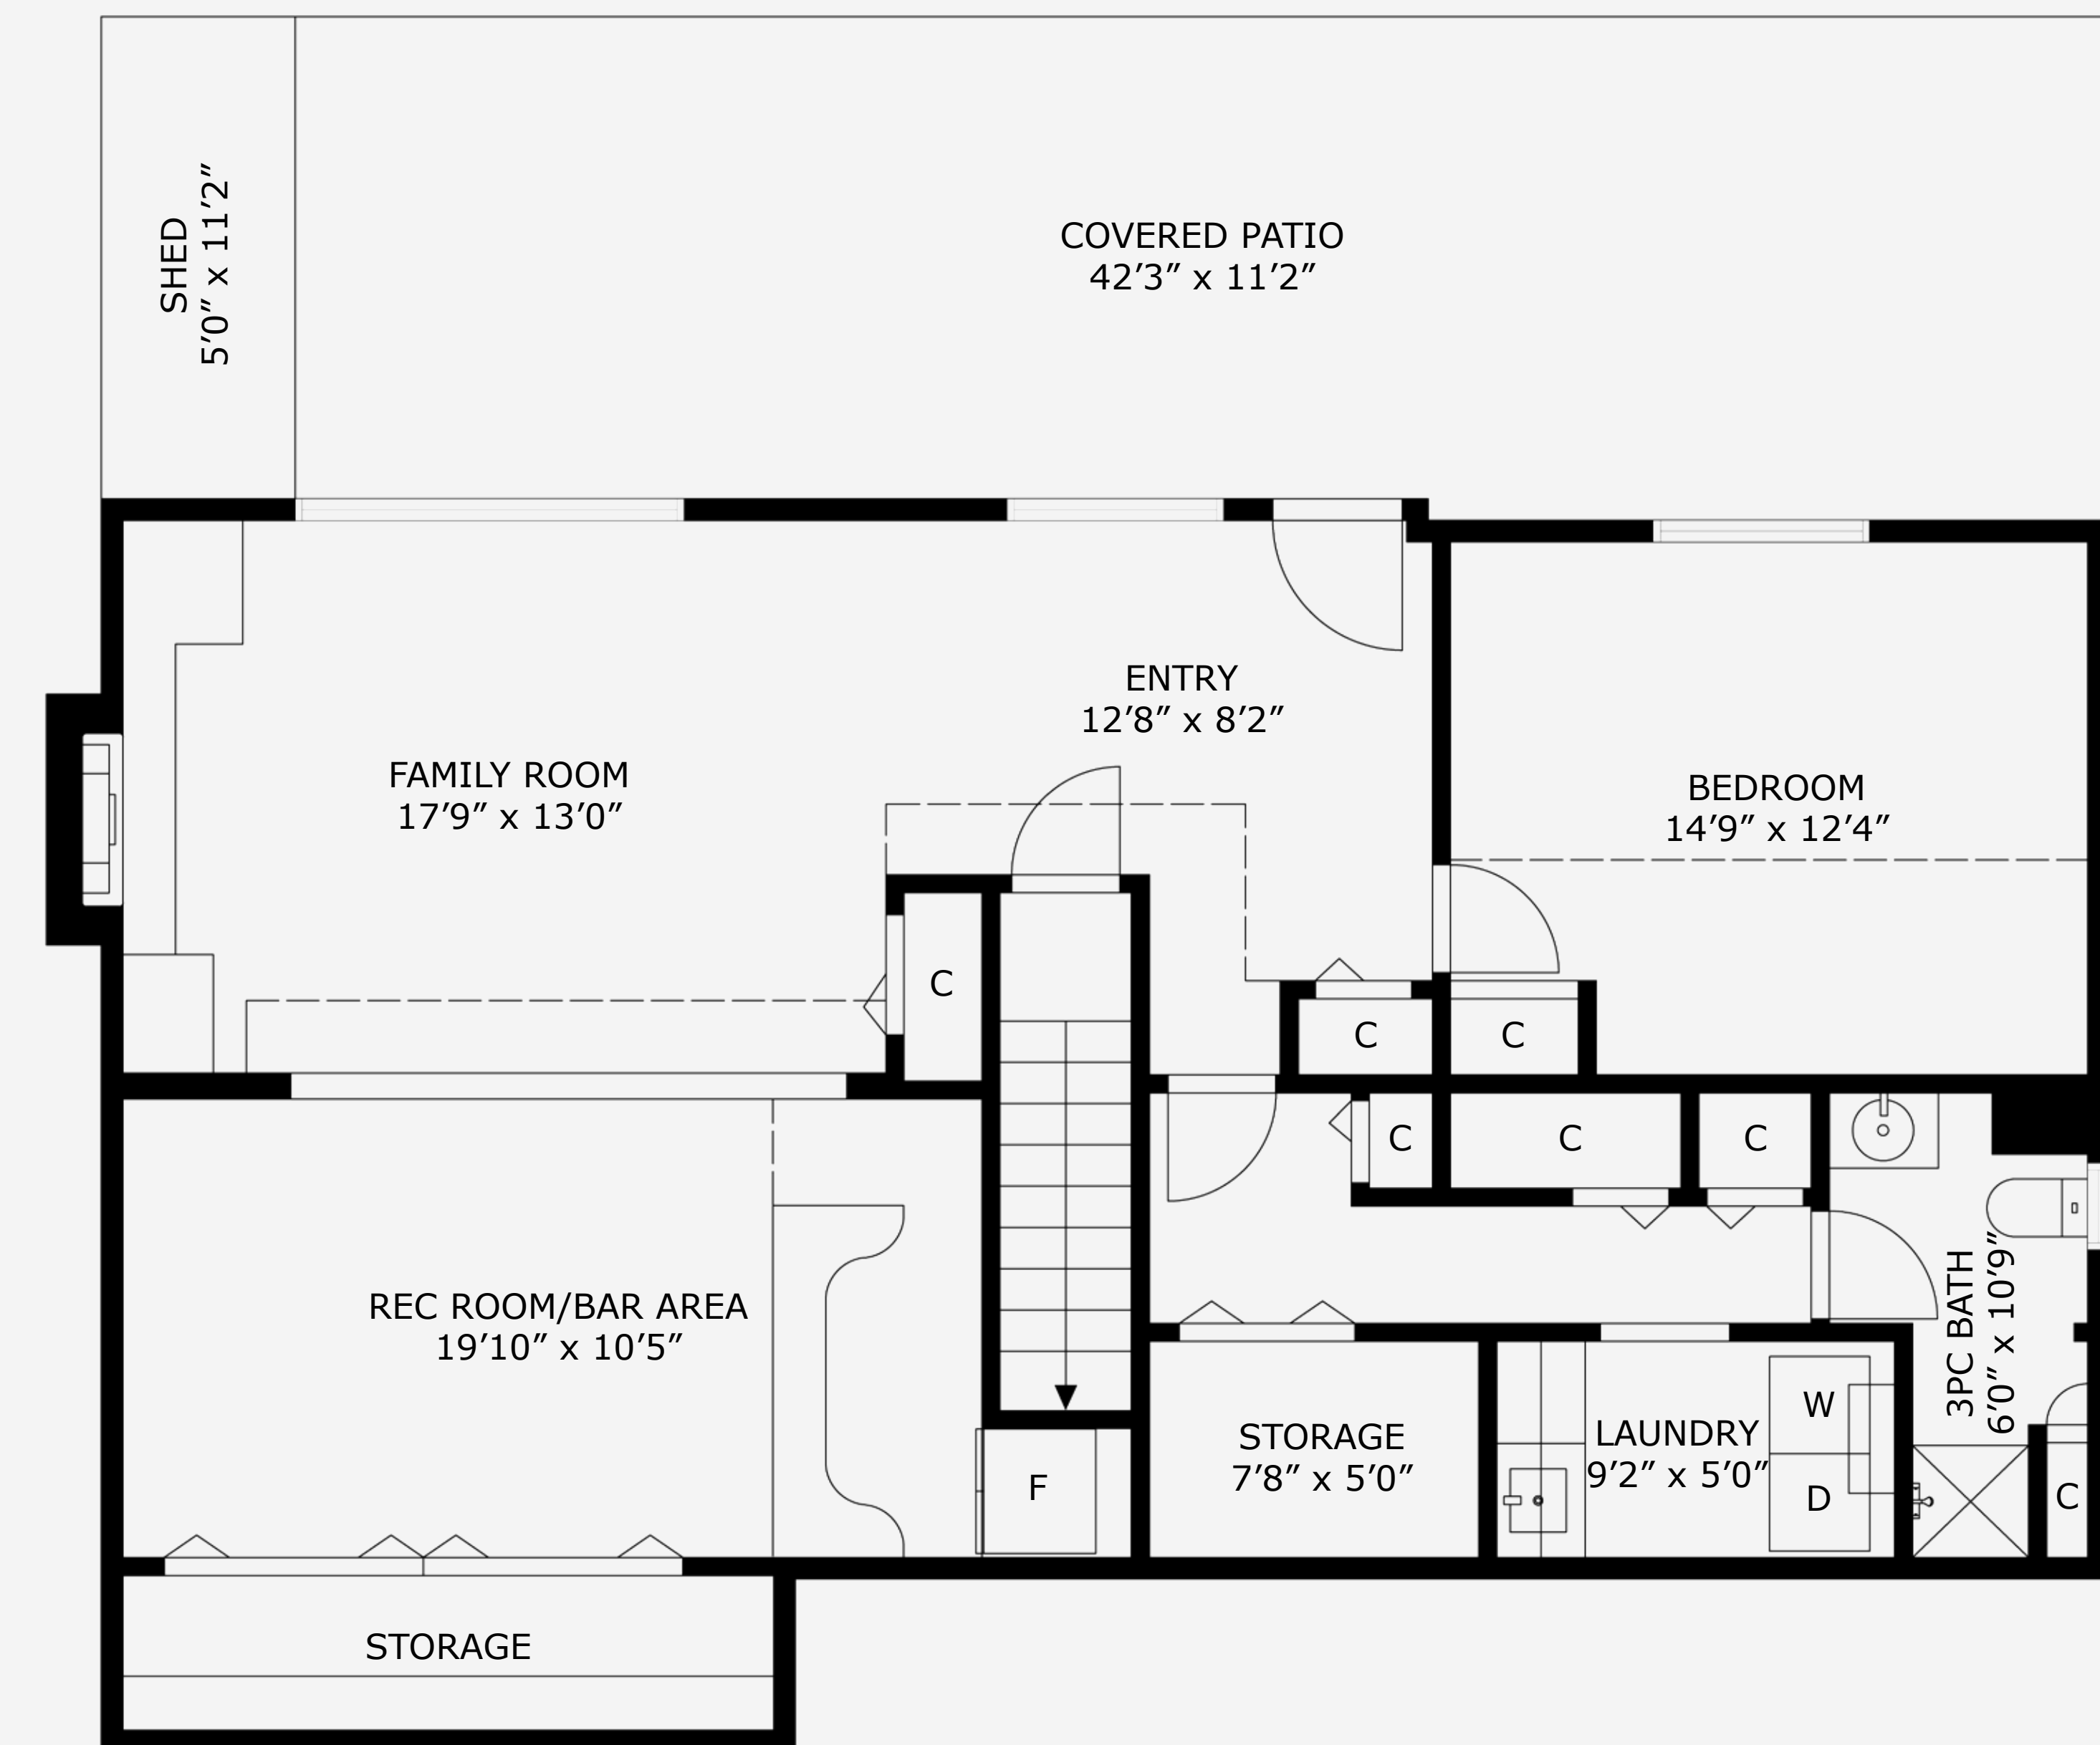 SHED
5'0" x 11'2"
COVERED PATIO
42'3" x 11'2"
ENTRY
12'8" x 8'2"
FAMILY ROOM
17'9" x 13'0"
BEDROOM
14'9" x 12'4"
C
C
C
C
C
C
REC ROOM/BAR AREA
19'10" x 10'5"
3PC BATH
6'0" x 10'9"
STORAGE
7'8" x 5'0"
LAUNDRY
9'2" x 5'0"
W
D
F
C
STORAGE